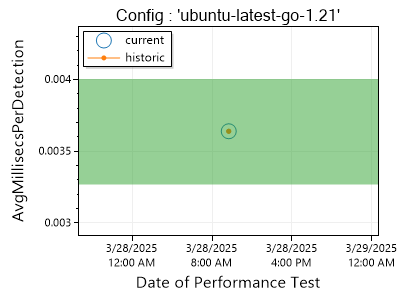 Config : 'ubuntu-latest-go-1.21'
current
historic
AvgMillisecsPerDetection
0.004
0.0035
0.003
3/28/2025 3/28/2025 3/28/2025 3/29/2025
12:00 AM 8:00 AM 4:00 PM 12:00 AM
Date of Performance Test